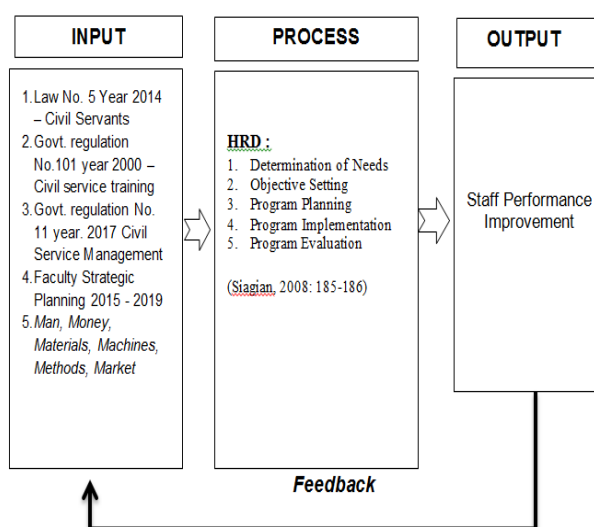 INPUT
1.Law No. 5 Year 2014
– Civil Servants
2.Govt. regulation
No.101 year 2000 –
Civil service training
3.Govt. regulation No.
11 year. 2017 Civil
Service Management
4.Faculty Strategic
Planning 2015 - 2019
5.Man, Money,
Materials, Machines,
Methods, Market
PROCESS
HRD :
1. Determination of Needs
2. Objective Setting
3. Program Planning
4. Program Implementation
5. Program Evaluation
(Siagian, 2008: 185-186)
OUTPUT
Staff Performance
Improvement
Feedback